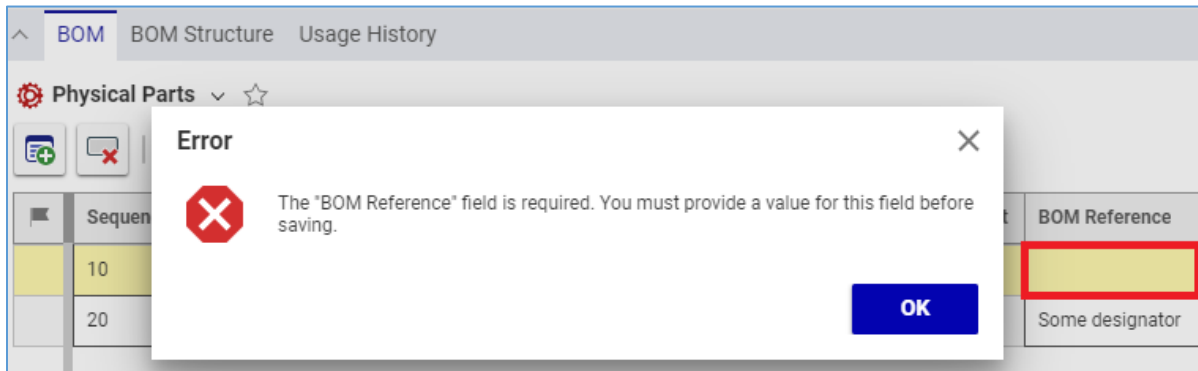 BOM BOM Structure Usage History
Physical Parts
Error
The "BOM Reference" field is required. You must provide a value for this field before
saving.
OK
Sequen BOM Reference
10
20 Some designator